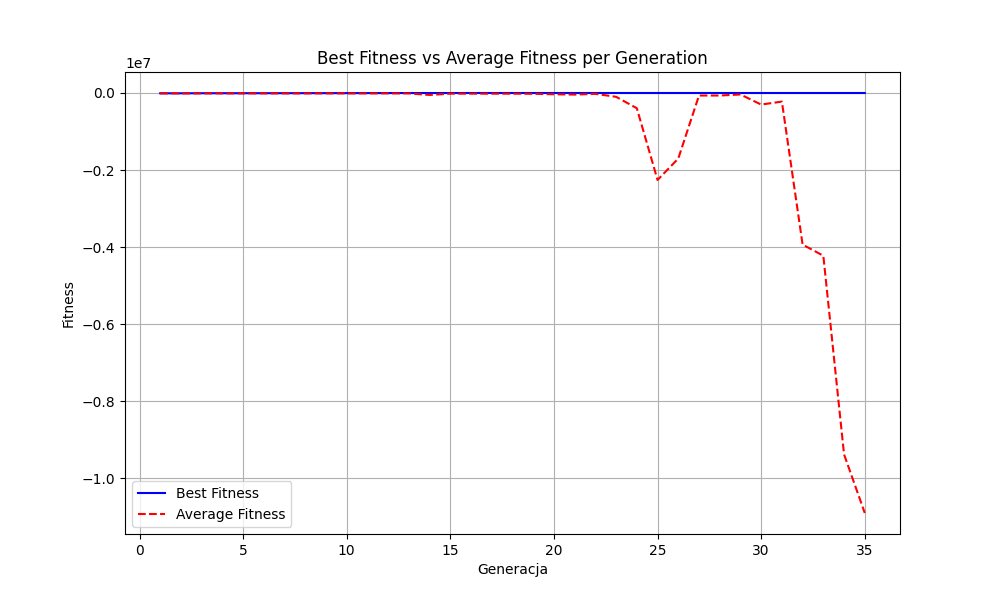 Best Fitness vs Average Fitness per Generation
1e7
0.0
−0.2
−0.4
−0.6
−0.8
−1.0
Fitness
Best Fitness
Average Fitness
0 5 10 15 20 25 30 35
Generacja